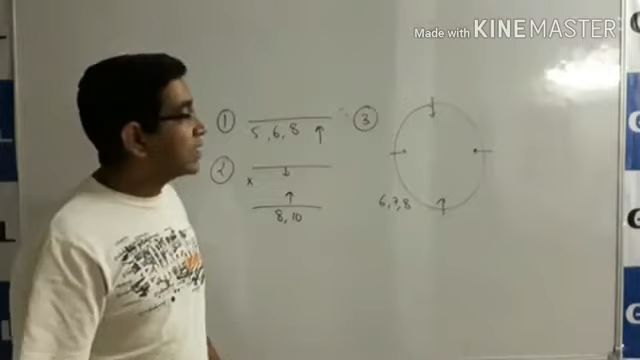 Made with KINEMASTER
① 5, 6, 8 ↑
② ↓
x ↑
8, 10
③
6, 7, 8